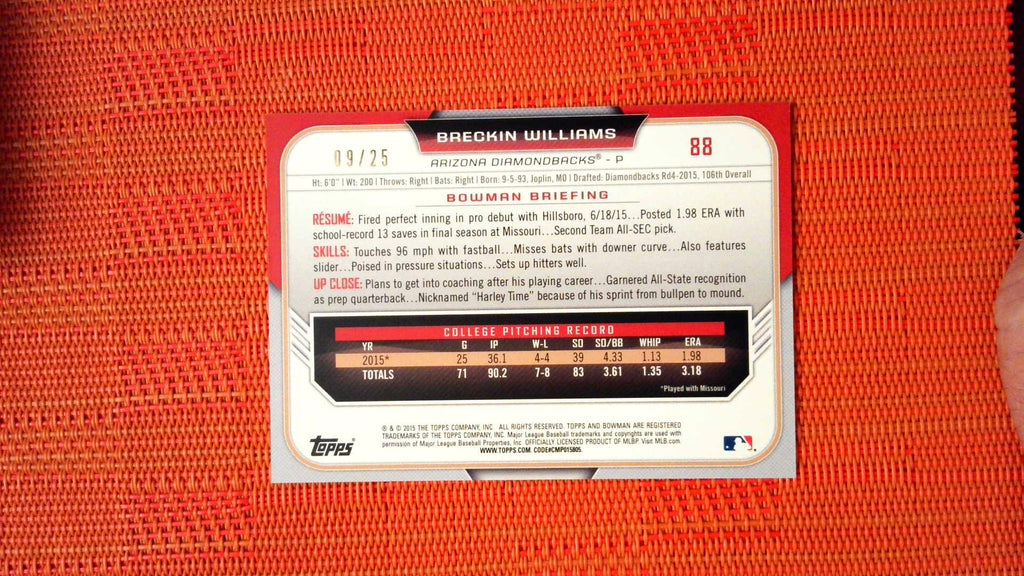 BRECKIN WILLIAMS
09/25
88
ARIZONA DIAMONDBACKS® - P
Ht: 6'0" | Wt: 200 | Throws: Right | Bats: Right | Born: 9-5-93, Joplin, MO | Drafted: Diamondbacks Rd4-2015, 106th Overall
BOWMAN BRIEFING
RÉSUMÉ: Fired perfect inning in pro debut with Hillsboro, 6/18/15...Posted 1.98 ERA with
school-record 13 saves in final season at Missouri...Second Team All-SEC pick.
SKILLS: Touches 96 mph with fastball...Misses bats with downer curve...Also features
slider...Poised in pressure situations...Sets up hitters well.
UP CLOSE: Plans to get into coaching after his playing career...Garnered All-State recognition
as prep quarterback...Nicknamed "Harley Time" because of his sprint from bullpen to mound.
COLLEGE PITCHING RECORD
YR G IP W-L SO SO/BB WHIP ERA
2015* 25 36.1 4-4 39 4.33 1.13 1.98
TOTALS 71 90.2 7-8 83 3.61 1.35 3.18
*Played with Missouri
® & © 2015 THE TOPPS COMPANY, INC. ALL RIGHTS RESERVED. TOPPS AND BOWMAN ARE REGISTERED
TRADEMARKS OF THE TOPPS COMPANY, INC. Major League Baseball trademarks and copyrights are used with
permission of Major League Baseball Properties, Inc. OFFICIALLY LICENSED PRODUCT OF MLBP Visit MLB.com.
WWW.TOPPS.COM CODE#CMP015805
topps®